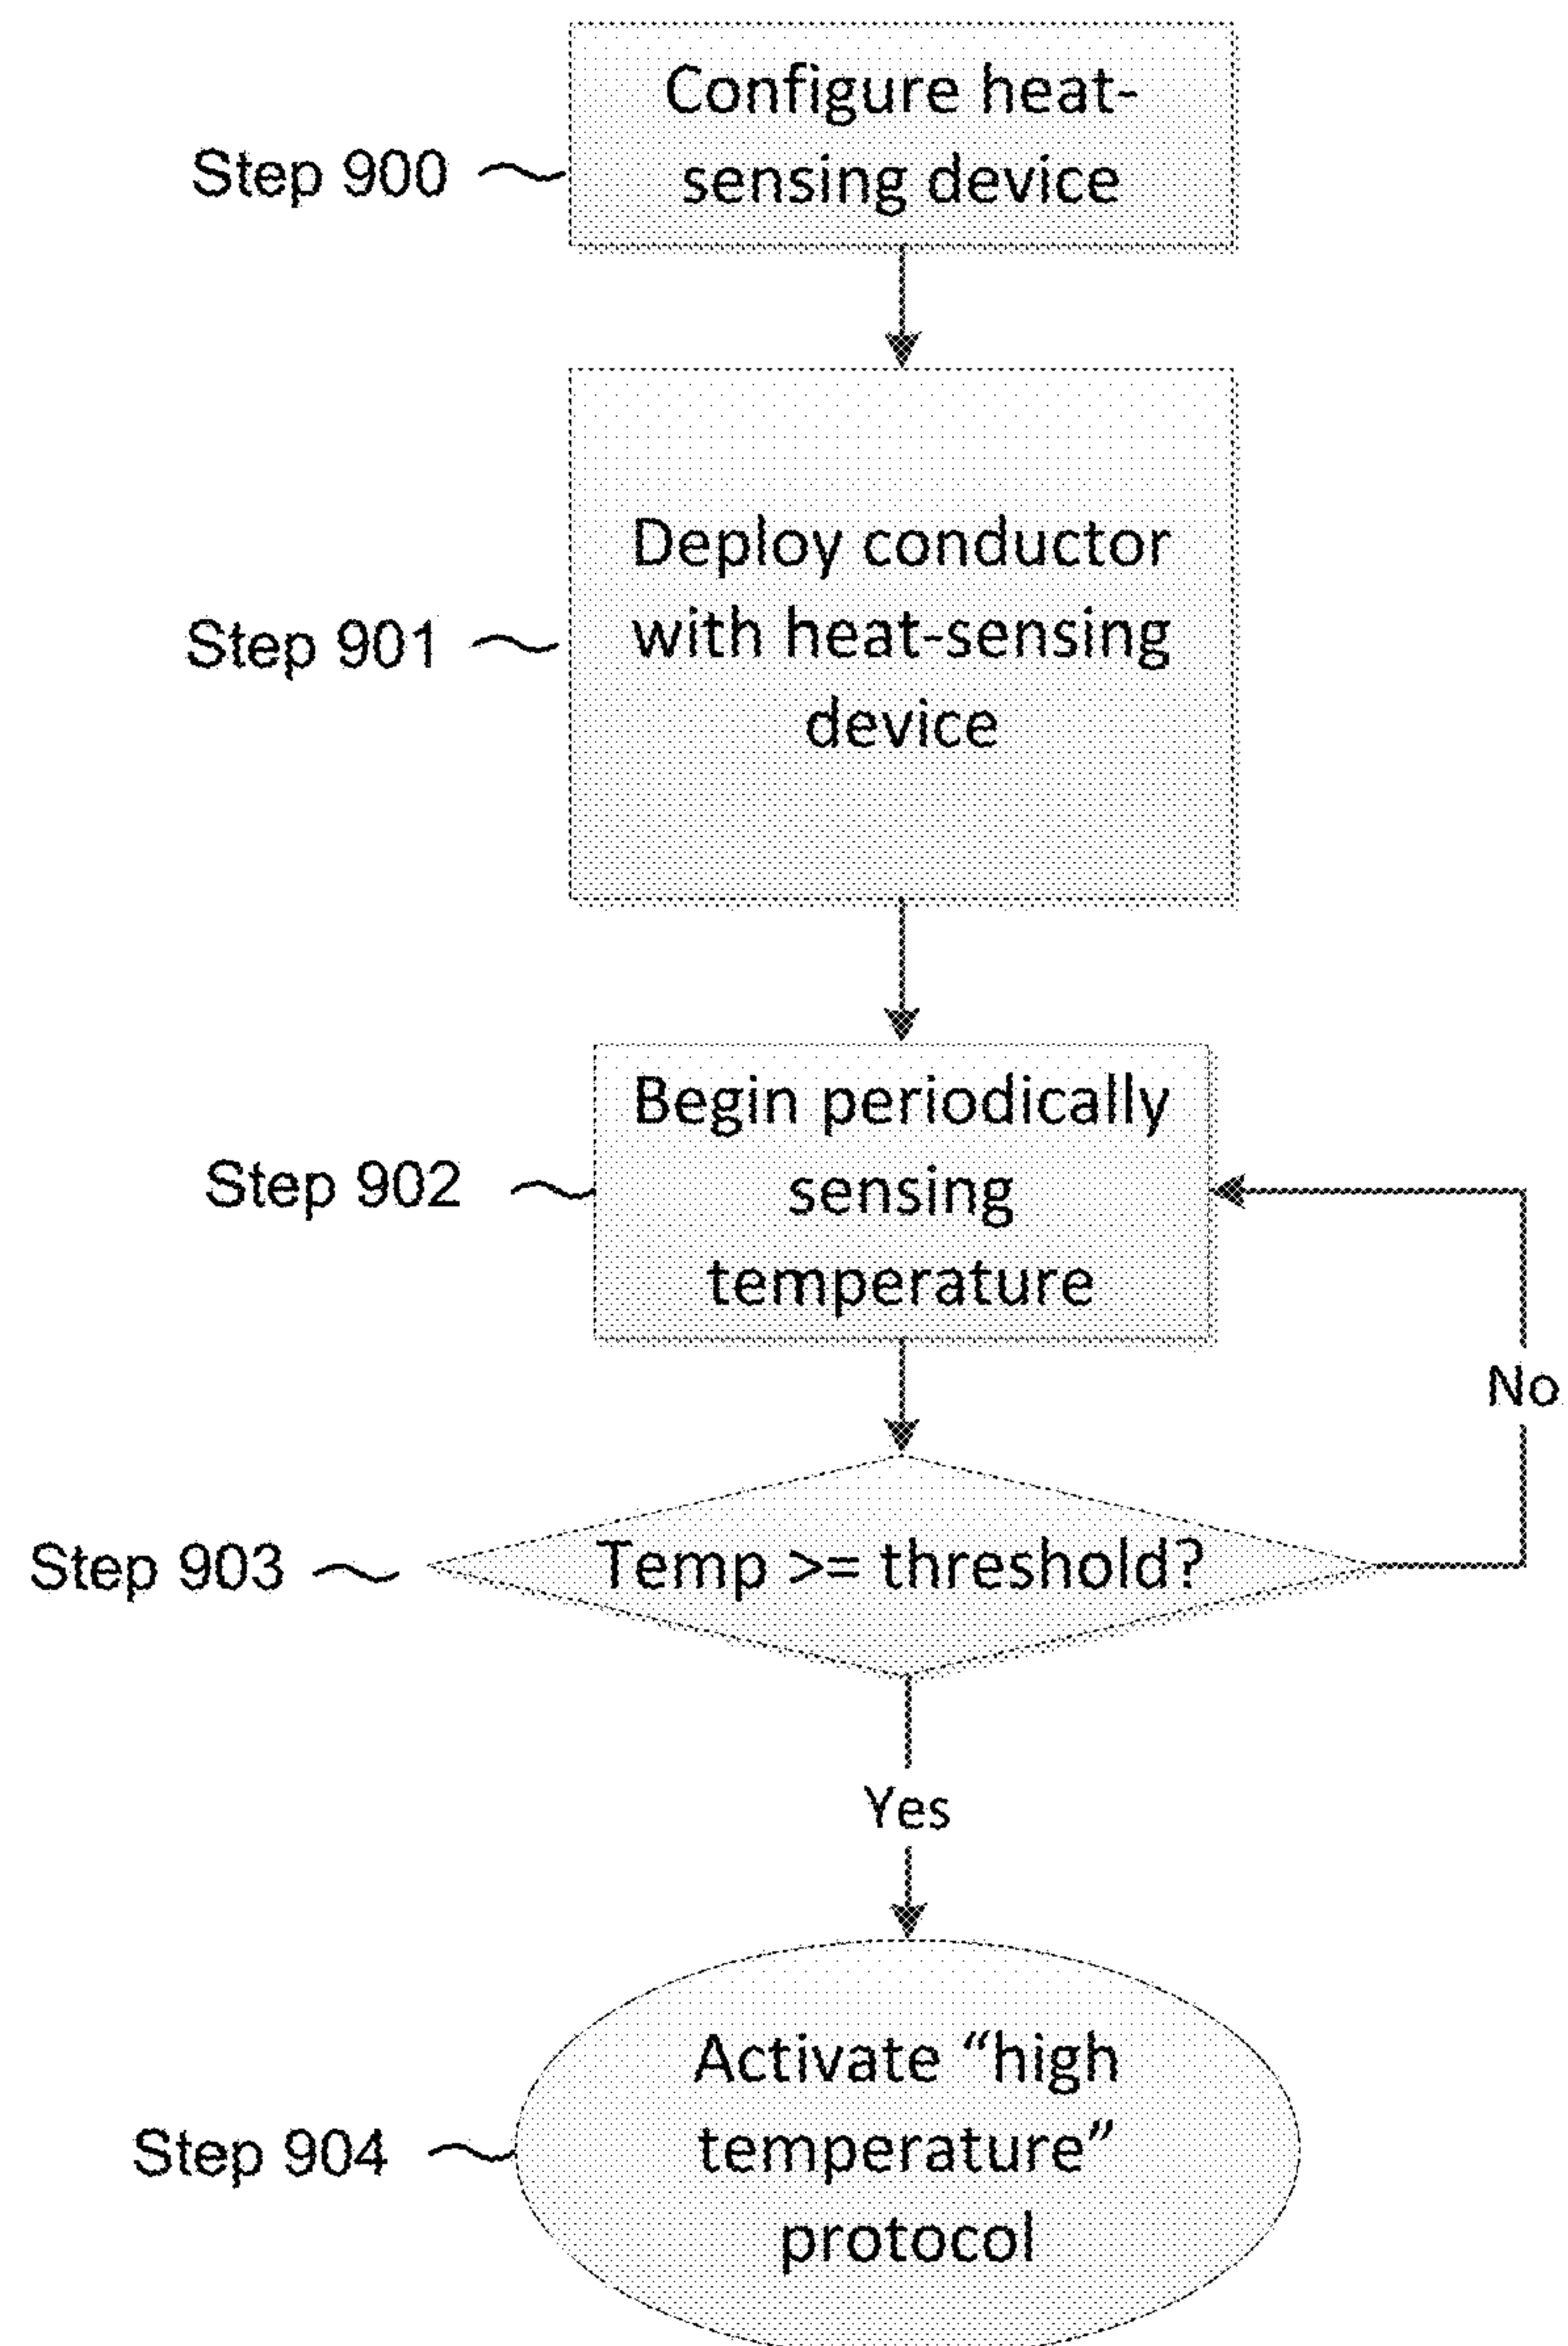 Configure heat-
sensing device
Step 900
Deploy conductor
with heat-sensing
device
Step 901
Begin periodically
sensing
temperature
Step 902
No
Temp >= threshold?
Step 903
Yes
Activate “high
temperature”
protocol
Step 904